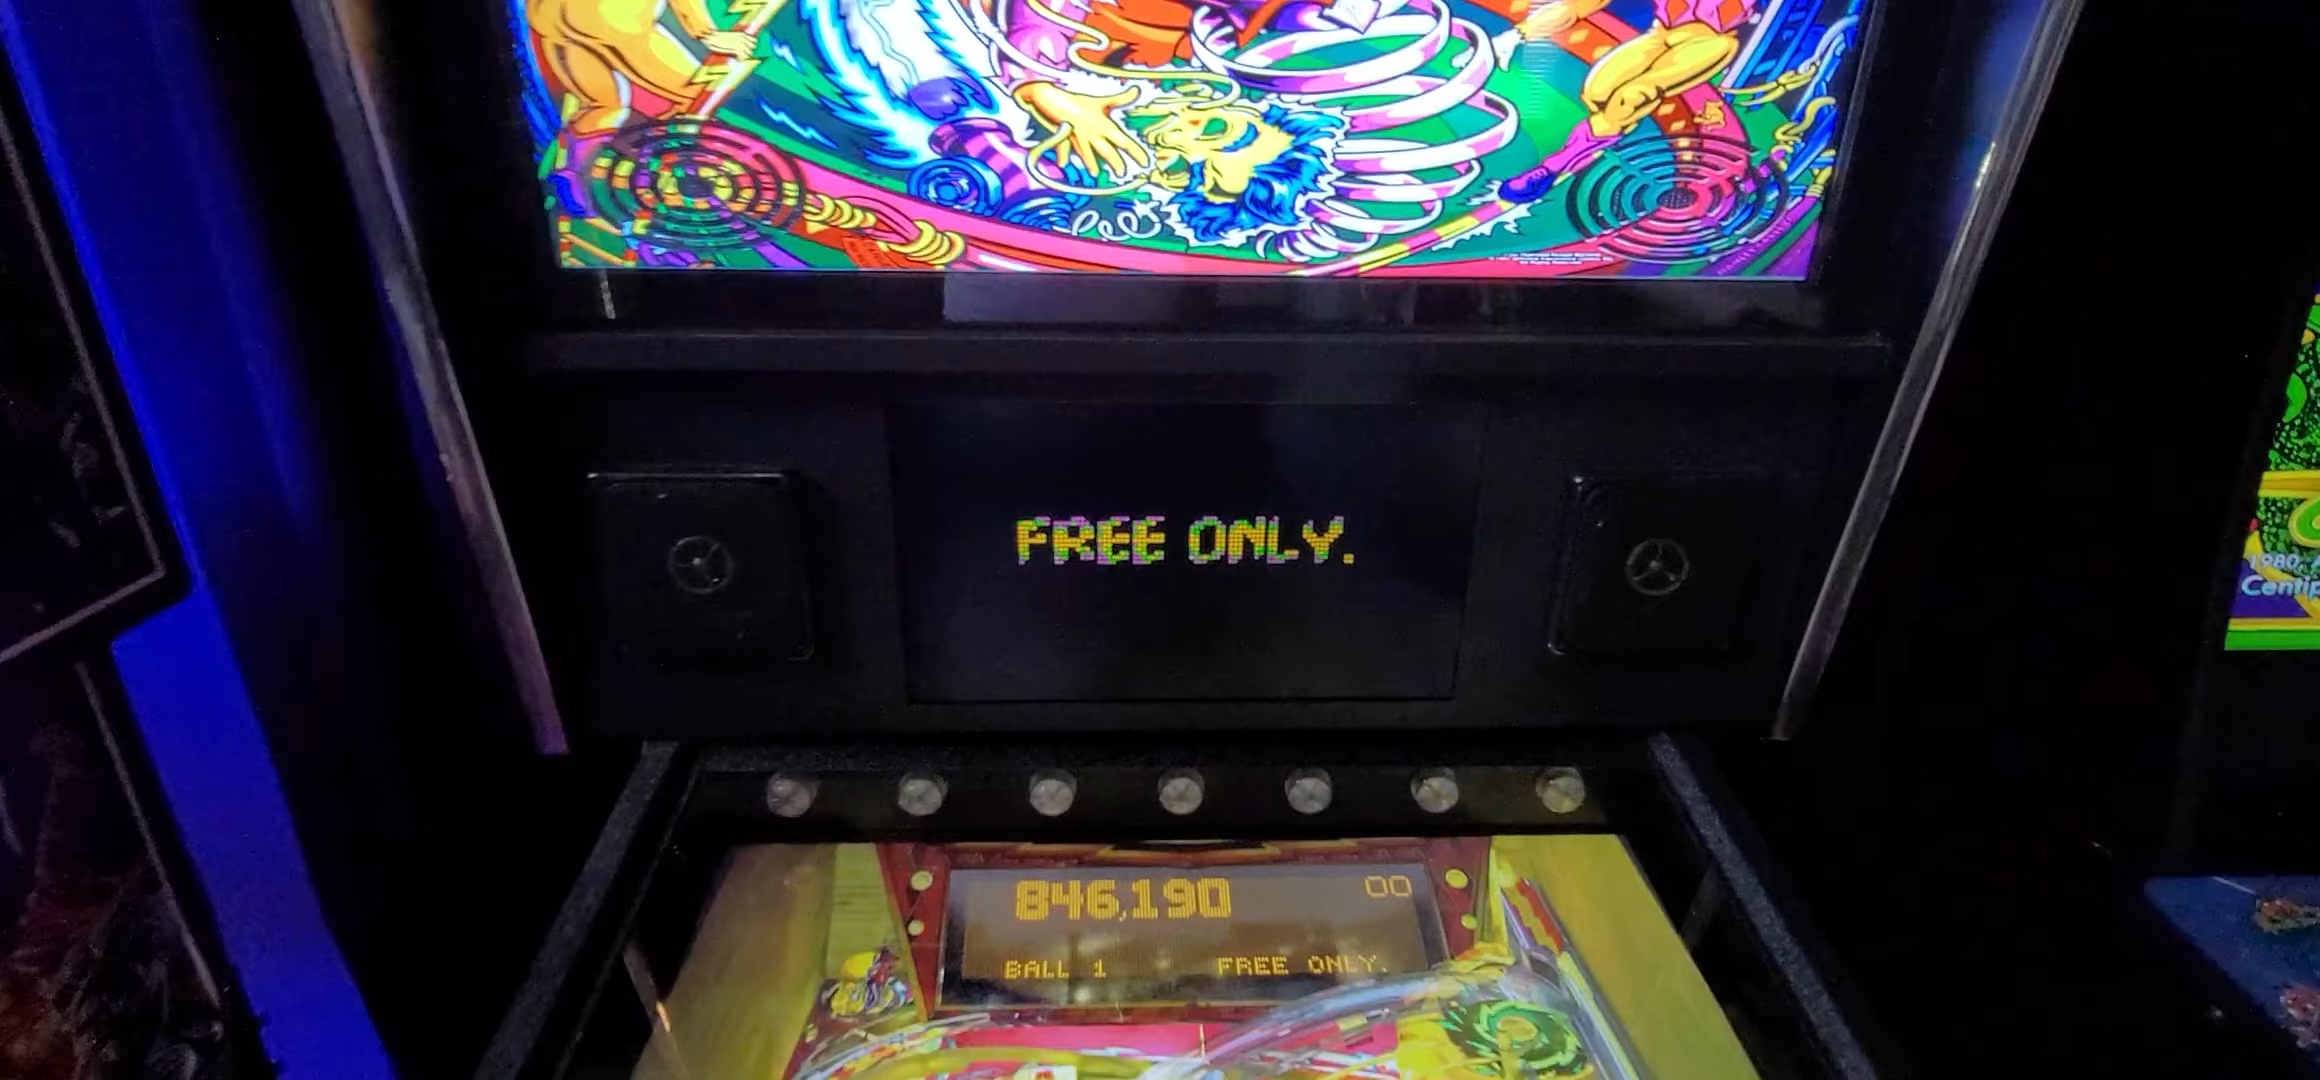 FREE ONLY.
846,190
00
BALL 1
FREE ONLY.
1980,
Centip